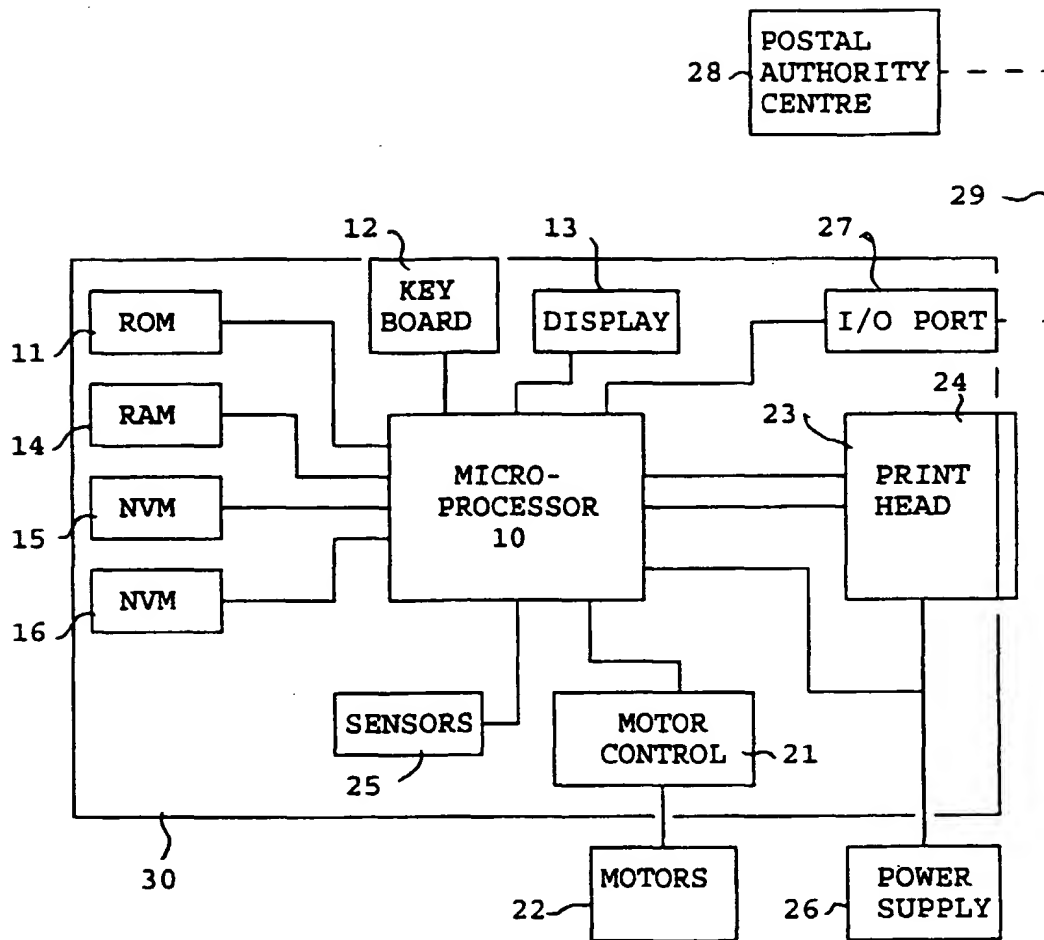 POSTAL
AUTHORITY
CENTRE
28
29
12
13
27
KEY
BOARD
ROM
DISPLAY
I/O PORT
11
24
RAM
23
14
MICRO-
PROCESSOR
10
PRINT
HEAD
NVM
15
NVM
16
SENSORS
25
MOTOR
CONTROL
21
30
MOTORS
22
POWER
SUPPLY
26